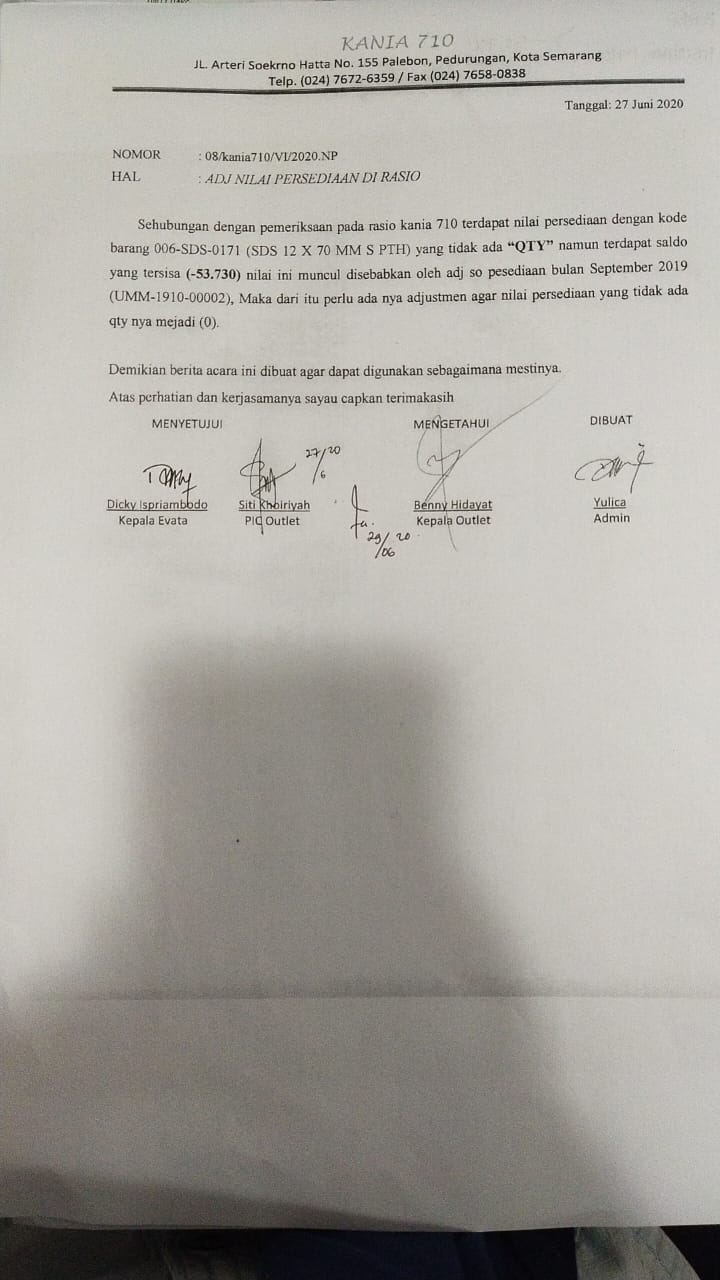 KANIA 710
JL. Arteri Soekrno Hatta No. 155 Palebon, Pedurungan, Kota Semarang
Telp. (024) 7672-6359 / Fax (024) 7658-0838
Tanggal: 27 Juni 2020
NOMOR : 08/kania710/VI/2020.NP
HAL : ADJ NILAI PERSEDIAAN DI RASIO
Sehubungan dengan pemeriksaan pada rasio kania 710 terdapat nilai persediaan dengan kode
barang 006-SDS-0171 (SDS 12 X 70 MM S PTH) yang tidak ada “QTY” namun terdapat saldo
yang tersisa (-53.730) nilai ini muncul disebabkan oleh adj so pesediaan bulan September 2019
(UMM-1910-00002), Maka dari itu perlu ada nya adjustmen agar nilai persediaan yang tidak ada
qty nya mejadi (0).
Demikian berita acara ini dibuat agar dapat digunakan sebagaimana mestinya.
Atas perhatian dan kerjasamanya sayau capkan terimakasih
MENYETUJUI MENGETAHUI DIBUAT
27/20
/6
Dicky Ispriambodo Siti Khoiriyah Benny Hidayat Yulica
Kepala Evata PIC Outlet Kepala Outlet Admin
29/ 20
/06